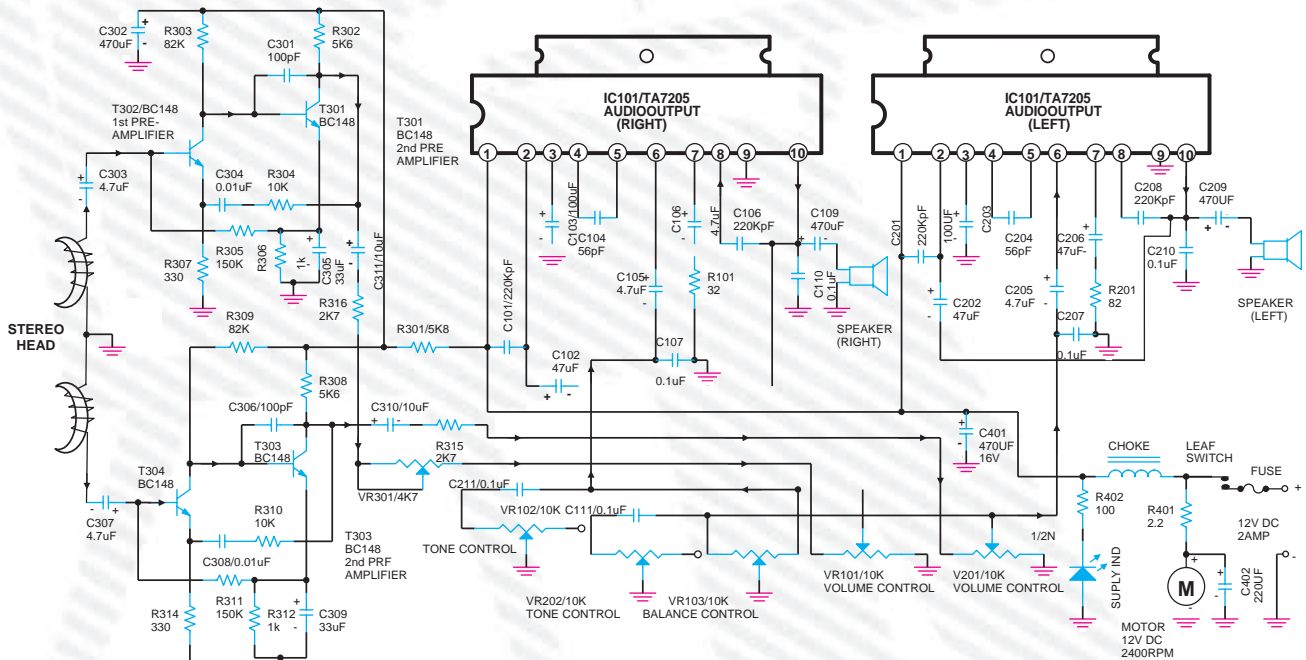 C302
470uF
+
-
R303
82K
C301
100pF
R302
5K6
T302/BC148
1st PRE-
AMPLIFIER
T301
BC148
T301
BC148
2nd PRE
AMPLIFIER
+
C303
4.7uF
-
C304
0.01uF
R304
10K
R305
150K
R306
1k
+
-
C305
33uF
+
-
C311/10uF
R307
330
R316
2K7
STEREO
HEAD
R309
82K
R301/5K8
R308
5K6
C306/100pF
C310/10uF
+
-
T303
BC148
T304
BC148
R315
2K7
VR301/4K7
- +
C307
4.7uF
R310
10K
C308/0.01uF
T303
BC148
2nd PRF
AMPLIFIER
R314
330
R311
150K
R312
1k
+
-
C309
33uF
IC101/TA7205
AUDIOOUTPUT
(RIGHT)
1 2 3 4 5 6 7 8 9 10
+
-
C103/100uF
C104
56pF
C106
+
-
4.7uF
C106
220KpF
C109
470uF
+ -
C105
4.7uF
+
-
R101
32
C110
0.1uF
SPEAKER
(RIGHT)
C101/220KpF
C102
47uF
+ -
C107
0.1uF
IC101/TA7205
AUDIOOUTPUT
(LEFT)
1 2 3 4 5 6 7 8 9 10
C201
220KpF
100UF
+
-
C203
C204
56pF
C206
47uF
+
-
C208
220KpF
C209
470UF
+ -
C210
0.1uF
C202
47uF
+
-
C205
4.7uF
+
-
R201
82
C207
0.1uF
SPEAKER
(LEFT)
C401
470UF
16V
+
-
CHOKE
LEAF
SWITCH
FUSE
+
R402
100
R401
2.2
12V DC
2AMP
-
SUPLY IND
M
+
-
C402
220UF
+
-
MOTOR
12V DC
2400RPM
C211/0.1uF
VR102/10K
TONE CONTROL
C111/0.1uF
VR202/10K
TONE CONTROL
VR103/10K
BALANCE CONTROL
VR101/10K
VOLUME CONTROL
V201/10K
VOLUME CONTROL
1/2N